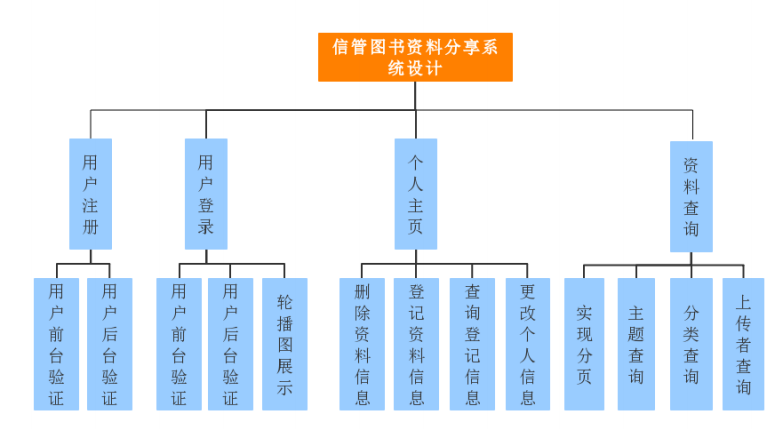 信管图书资料分享系
统设计
用户注册
用户登录
个人主页
资料查询
用户前台验证
用户后台验证
用户前台验证
用户后台验证
轮播图展示
删除资料信息
登记资料信息
查询登记信息
更改个人信息
实现分页
主题查询
分类查询
上传者查询